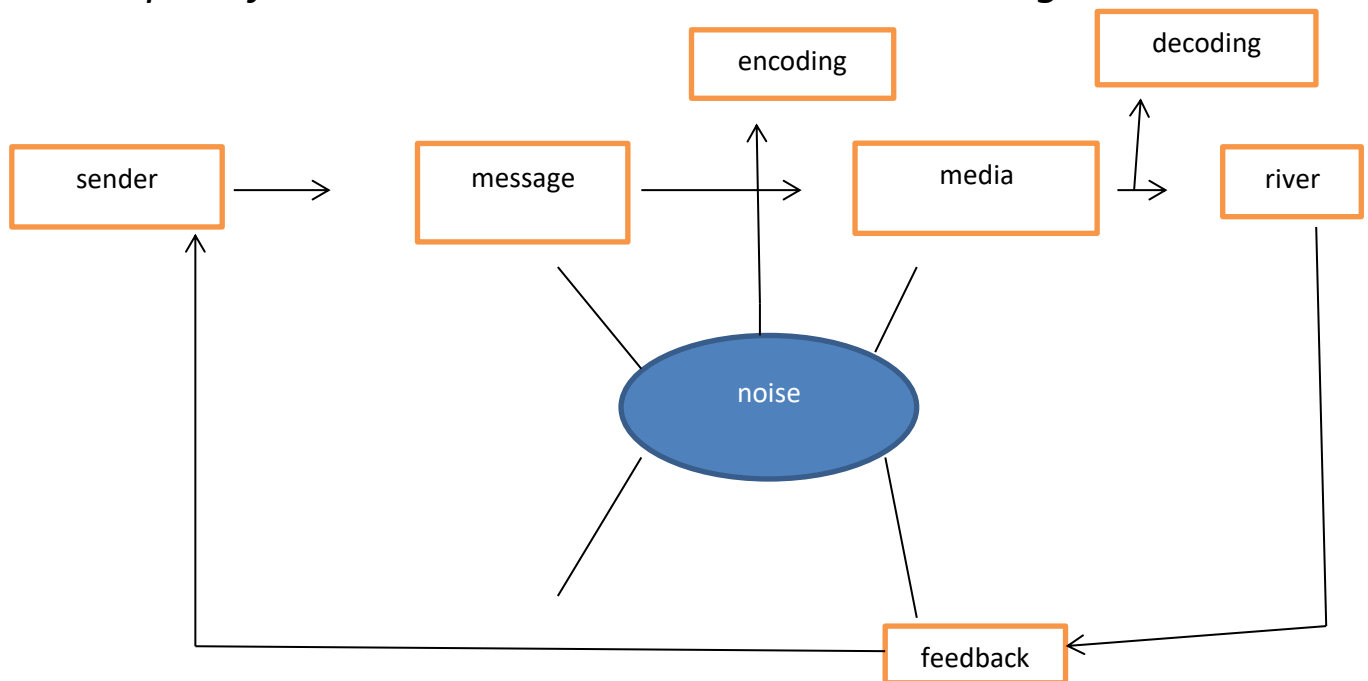 encoding
decoding
sender
message
media
river
noise
feedback